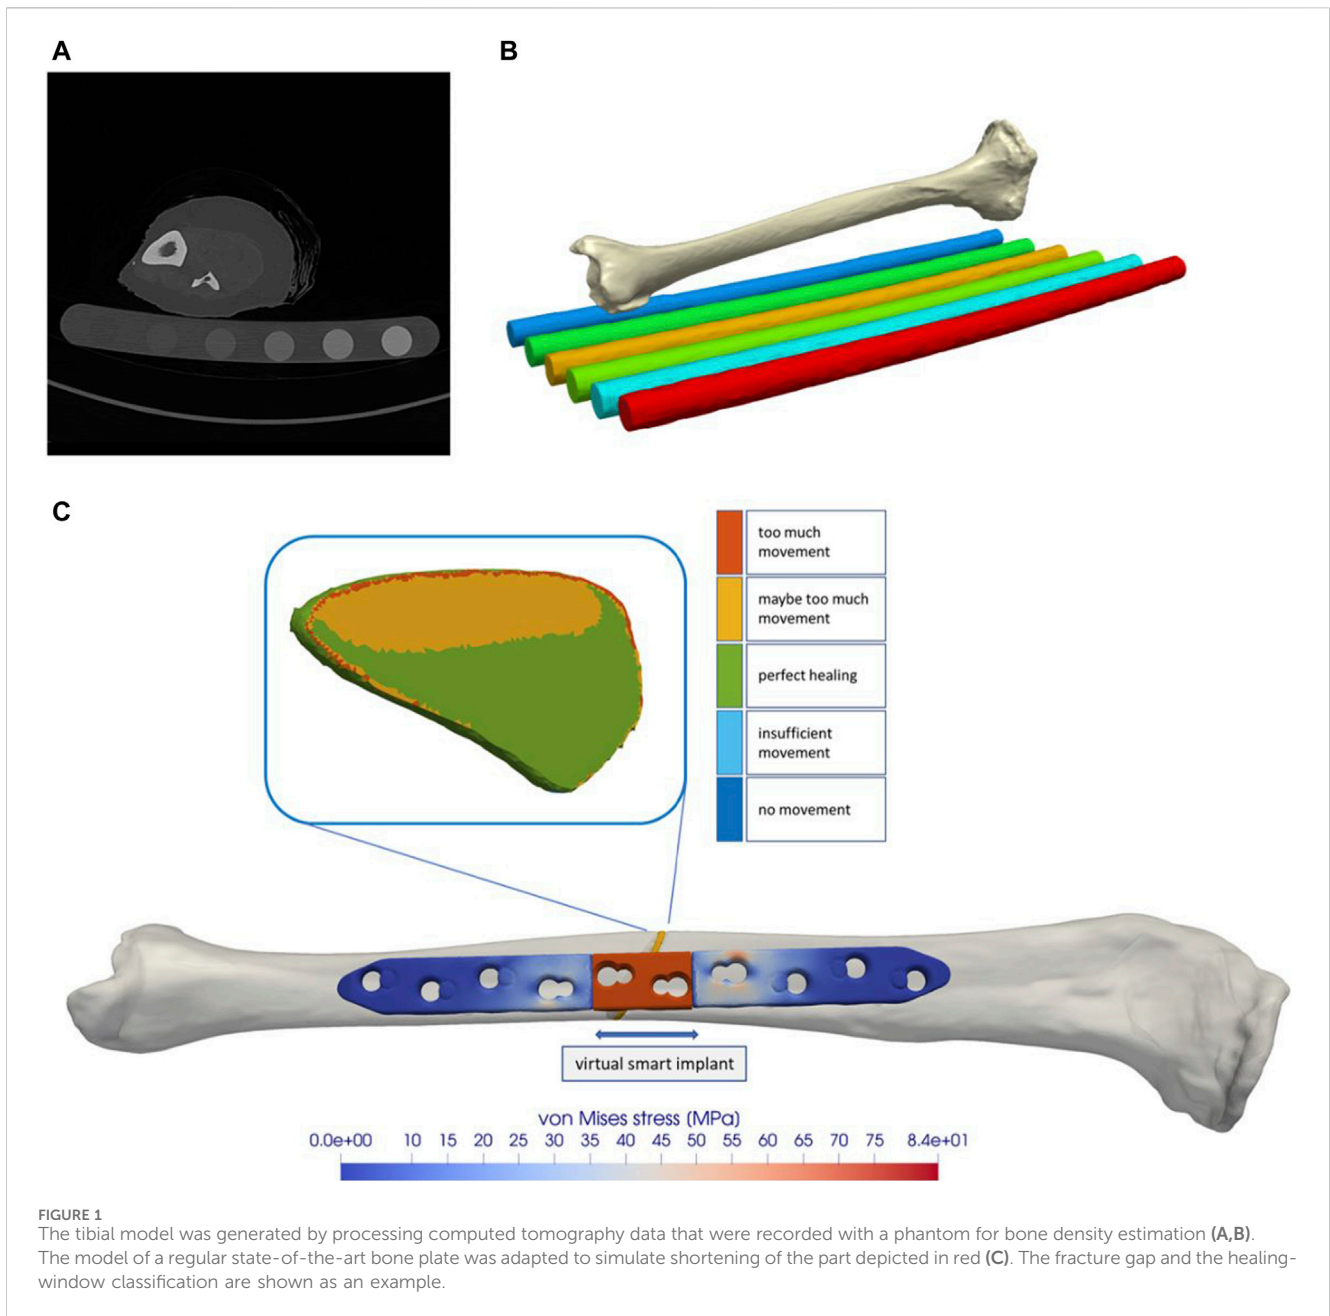 A
B
C
too much
movement
maybe too much
movement
perfect healing
insufficient
movement
no movement
virtual smart implant
von Mises stress (MPa)
0.0e+00 10 15 20 25 30 35 40 45 50 55 60 65 70 75 8.4e+01
FIGURE 1
The tibial model was generated by processing computed tomography data that were recorded with a phantom for bone density estimation (A,B).
The model of a regular state-of-the-art bone plate was adapted to simulate shortening of the part depicted in red (C). The fracture gap and the healing-
window classification are shown as an example.